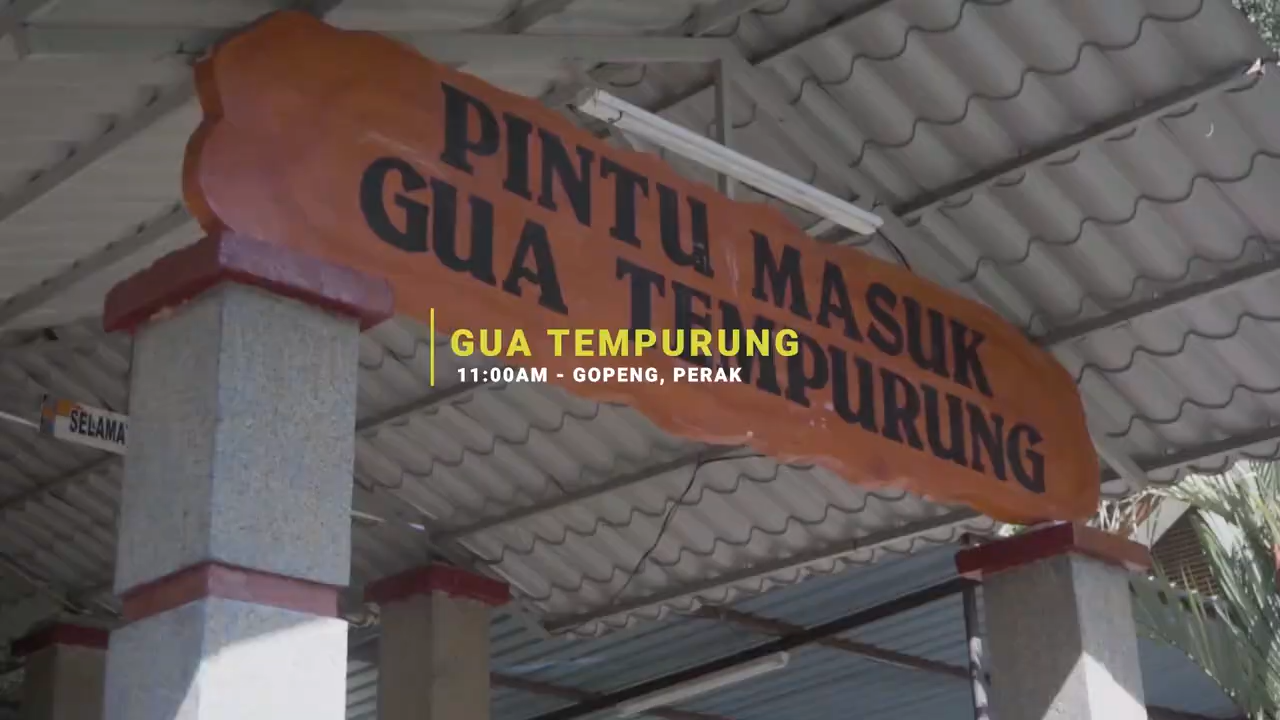 PINTU MASUK
GUA TEMPURUNG
GUA TEMPURUNG
11:00AM - GOPENG, PERAK
SELAMA